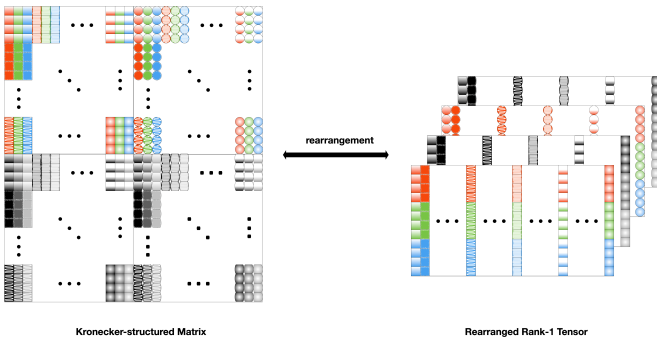 rearrangement
Kronecker-structured Matrix
Rearranged Rank-1 Tensor